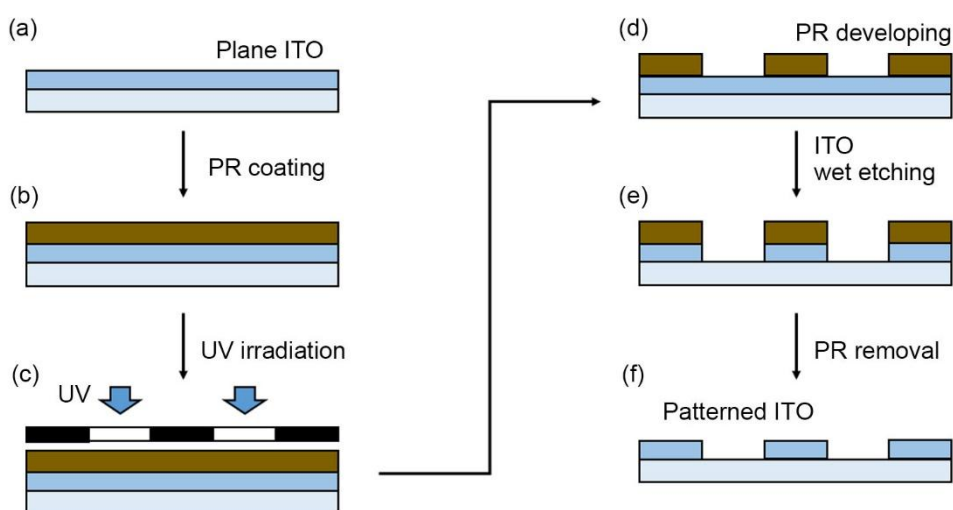 (a)
Plane ITO
PR coating
(b)
UV irradiation
(c)
UV
(d)
PR developing
ITO
wet etching
(e)
PR removal
(f)
Patterned ITO